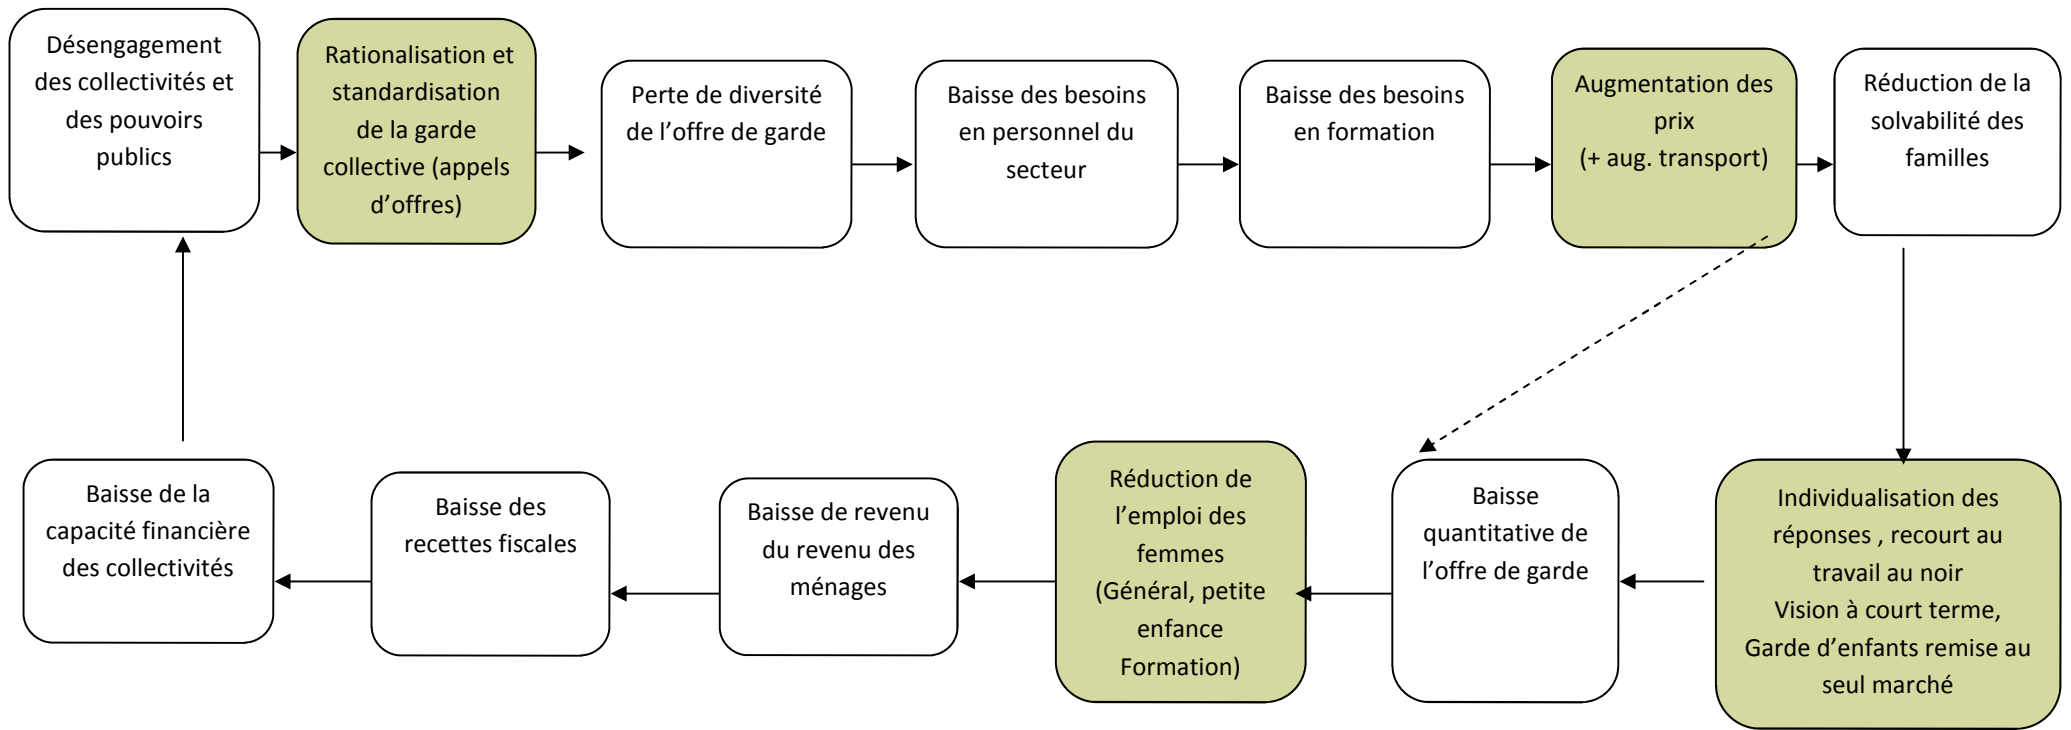 Désengagement
des collectivités et
des pouvoirs
publics
Rationalisation et
standardisation
de la garde
collective (appels
d’offres)
Perte de diversité
de l’offre de garde
Baisse des besoins
en personnel du
secteur
Baisse des besoins
en formation
Augmentation des
prix
(+ aug. transport)
Réduction de la
solvabilité des
familles
Baisse de la
capacité financière
des collectivités
Baisse des
recettes fiscales
Baisse de revenu
du revenu des
ménages
Réduction de
l’emploi des
femmes
(Général, petite
enfance
Formation)
Baisse
quantitative de
l’offre de garde
Individualisation des
réponses , recourt au
travail au noir
Vision à court terme,
Garde d’enfants remise au
seul marché